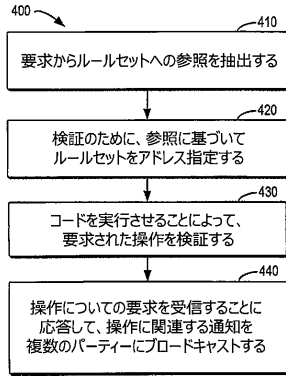 400
410
要求からルールセットへの参照を抽出する
420
検証のために、参照に基づいて
ルールセットをアドレス指定する
430
コードを実行させることによって、
要求された操作を検証する
440
操作についての要求を受信することに
応答して、操作に関連する通知を
複数のパーティーにブロードキャストする